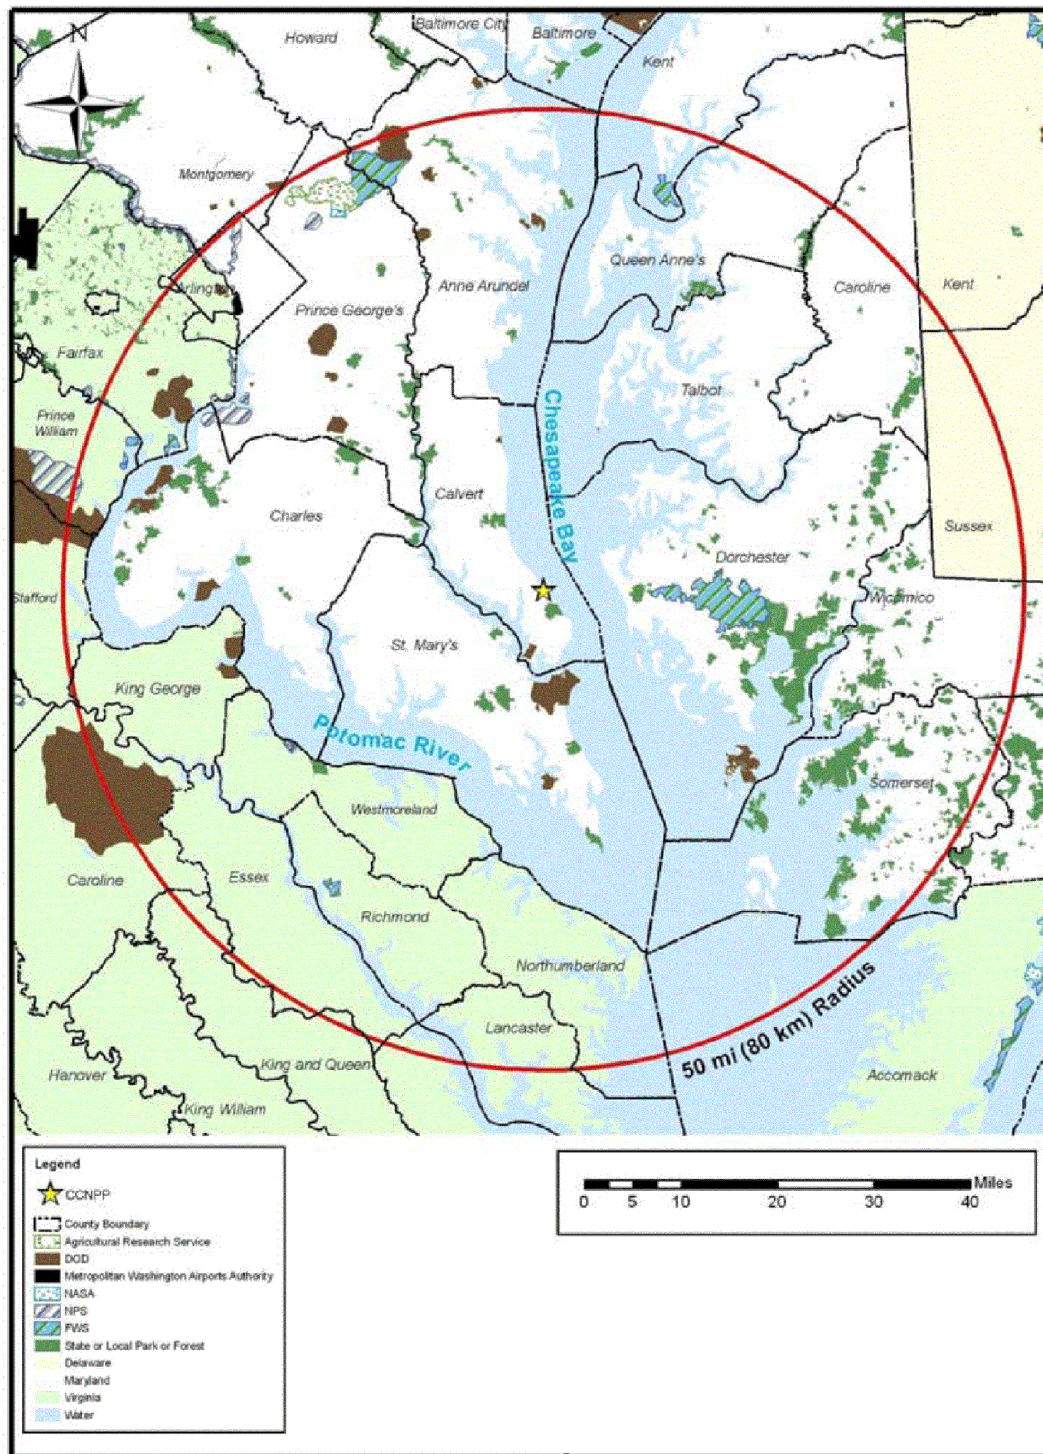 N
Howard
Baltimore City
Baltimore
Kent
Montgomery
Queen Anne's
Anne Arundel
Caroline
Kent
Arlington
Prince George's
Fairfax
Talbot
Prince
William
Chesapeake Bay
Calvert
Charles
Sussex
Dorchester
Stafford
Wicomico
St. Mary's
King George
Potomac River
Somerset
Westmoreland
Caroline
Essex
Richmond
Northumberland
50 mi (80 km) Radius
Lancaster
King and Queen
Hanover
Accomack
King William
Legend
CCNPP
County Boundary
Agricultural Research Service
DOD
Metropolitan Washington Airports Authority
NASA
NPS
FWS
State or Local Park or Forest
Delaware
Maryland
Virginia
Water
Miles
0 5 10 20 30 40